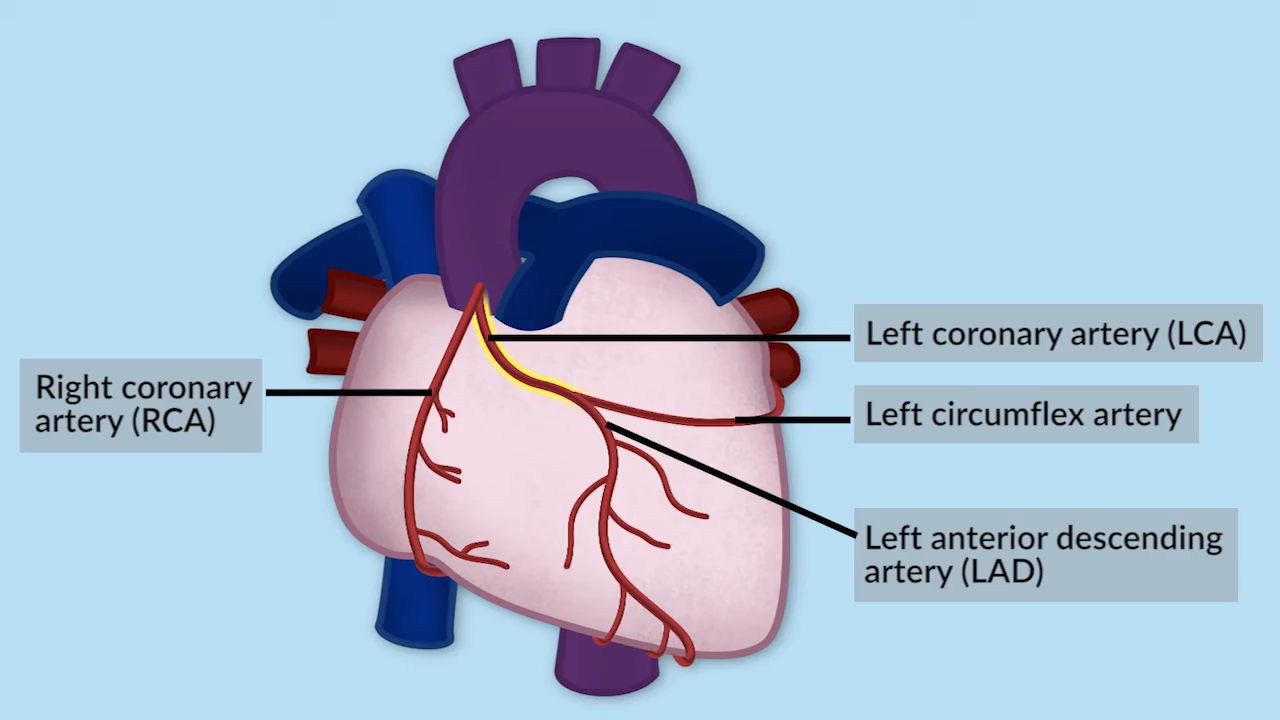 Left coronary artery (LCA)
Right coronary
artery (RCA)
Left circumflex artery
Left anterior descending
artery (LAD)